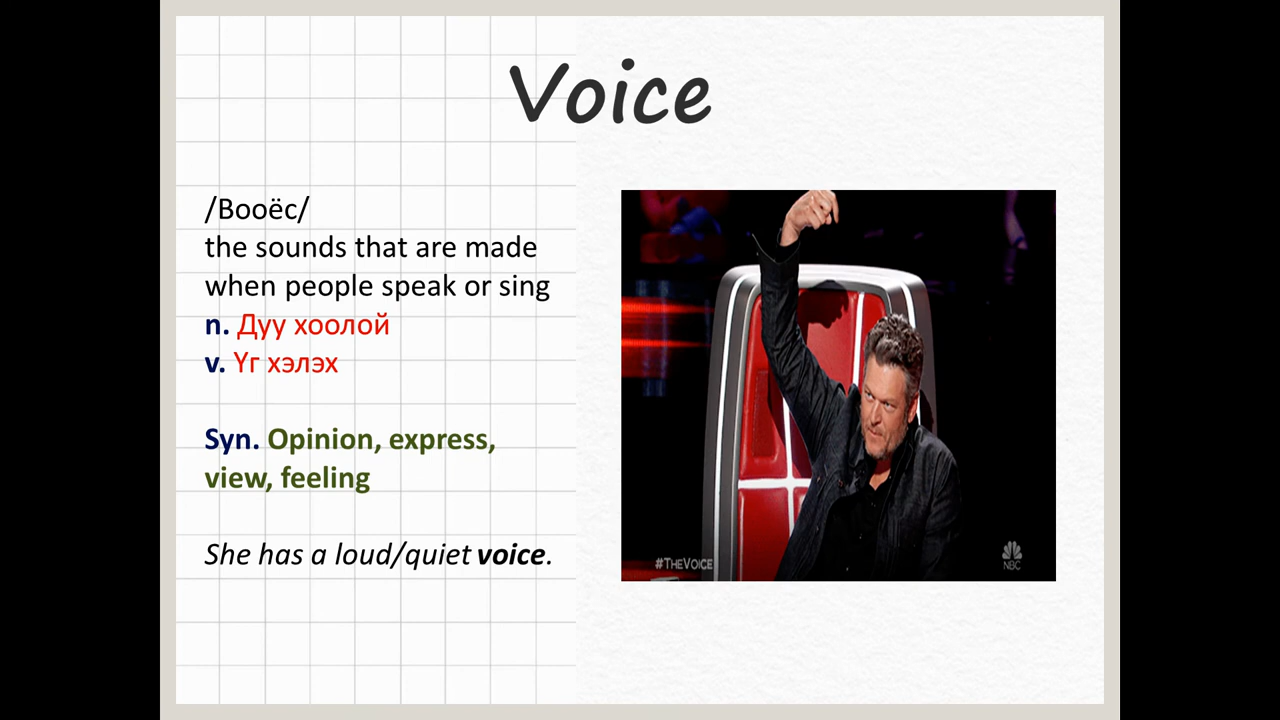 Voice
/Вооёс/
the sounds that are made
when people speak or sing
n. Дуу хоолой
v. Үг хэлэх
Syn. Opinion, express,
view, feeling
She has a loud/quiet voice.
#THEVOICE
NBC